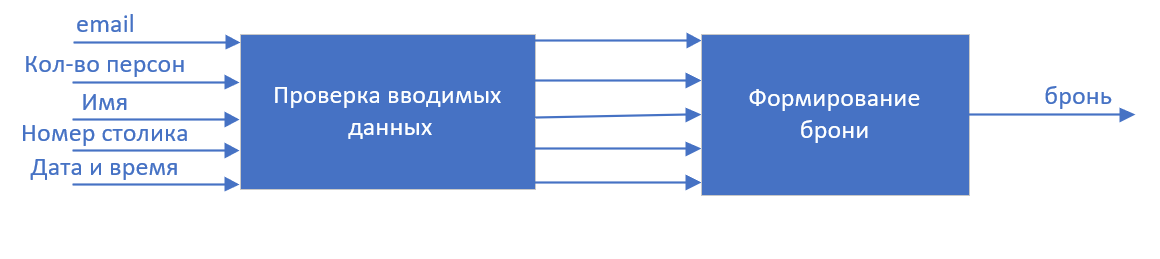 email
Кол-во персон
Имя
Номер столика
Дата и время
Проверка вводимых
данных
Формирование
брони
бронь